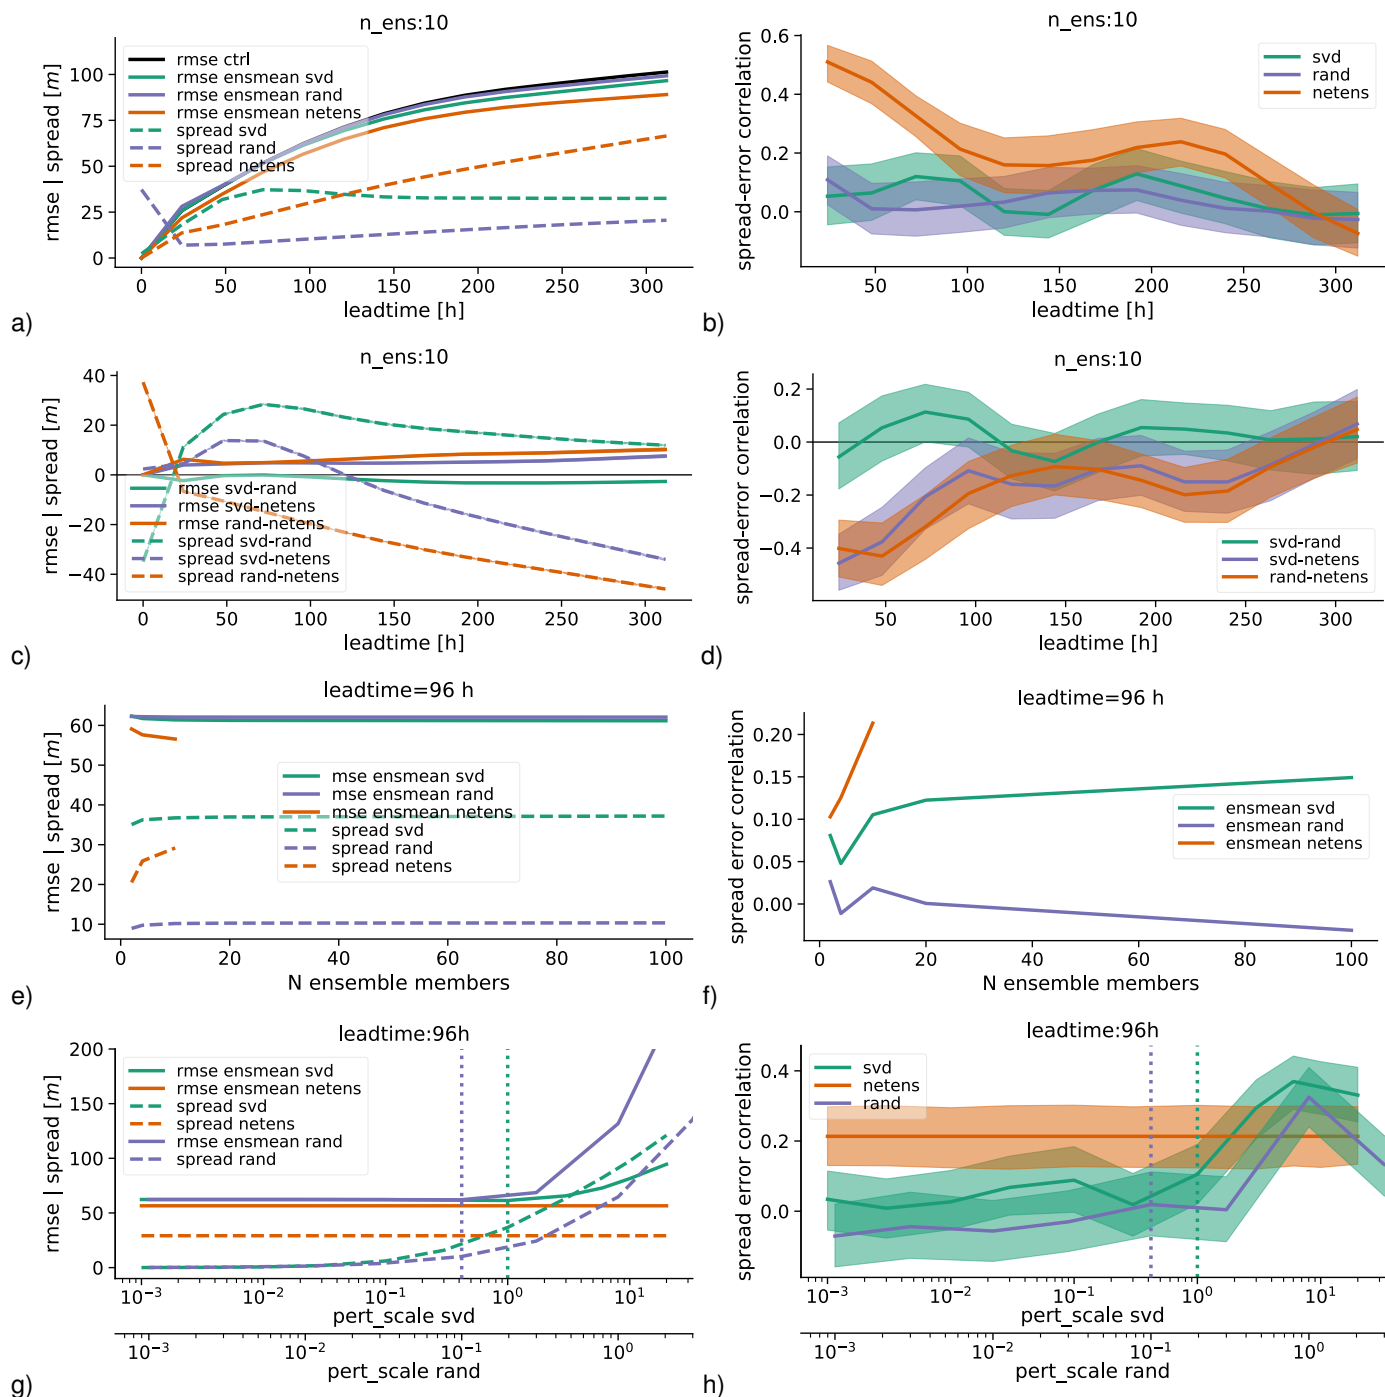 n_ens:10
rmse | spread [m]
100
75
50
25
0
rmse ctrl
rmse ensmean svd
rmse ensmean rand
rmse ensmean netens
spread svd
spread rand
spread netens
0 50 100 150 200 250 300
leadtime [h]
a)
n_ens:10
spread-error correlation
0.6
0.4
0.2
0.0
svd
rand
netens
50 100 150 200 250 300
leadtime [h]
b)
n_ens:10
rmse | spread [m]
40
20
0
−20
−40
rmse svd-rand
rmse svd-netens
rmse rand-netens
spread svd-rand
spread svd-netens
spread rand-netens
0 50 100 150 200 250 300
leadtime [h]
c)
n_ens:10
spread-error correlation
0.2
0.0
−0.2
−0.4
svd-rand
svd-netens
rand-netens
50 100 150 200 250 300
leadtime [h]
d)
leadtime=96 h
rmse | spread [m]
60
50
40
30
20
10
mse ensmean svd
mse ensmean rand
mse ensmean netens
spread svd
spread rand
spread netens
0 20 40 60 80 100
N ensemble members
e)
leadtime=96 h
spread error correlation
0.20
0.15
0.10
0.05
0.00
ensmean svd
ensmean rand
ensmean netens
0 20 40 60 80 100
N ensemble members
f)
leadtime:96h
rmse | spread [m]
200
150
100
50
0
rmse ensmean svd
rmse ensmean netens
spread svd
spread netens
rmse ensmean rand
spread rand
10⁻³ 10⁻² 10⁻¹ 10⁰ 10¹
pert_scale svd
10⁻³ 10⁻² 10⁻¹ 10⁰
pert_scale rand
g)
leadtime:96h
spread error correlation
0.4
0.2
0.0
svd
netens
rand
10⁻³ 10⁻² 10⁻¹ 10⁰ 10¹
pert_scale svd
10⁻³ 10⁻² 10⁻¹ 10⁰
pert_scale rand
h)